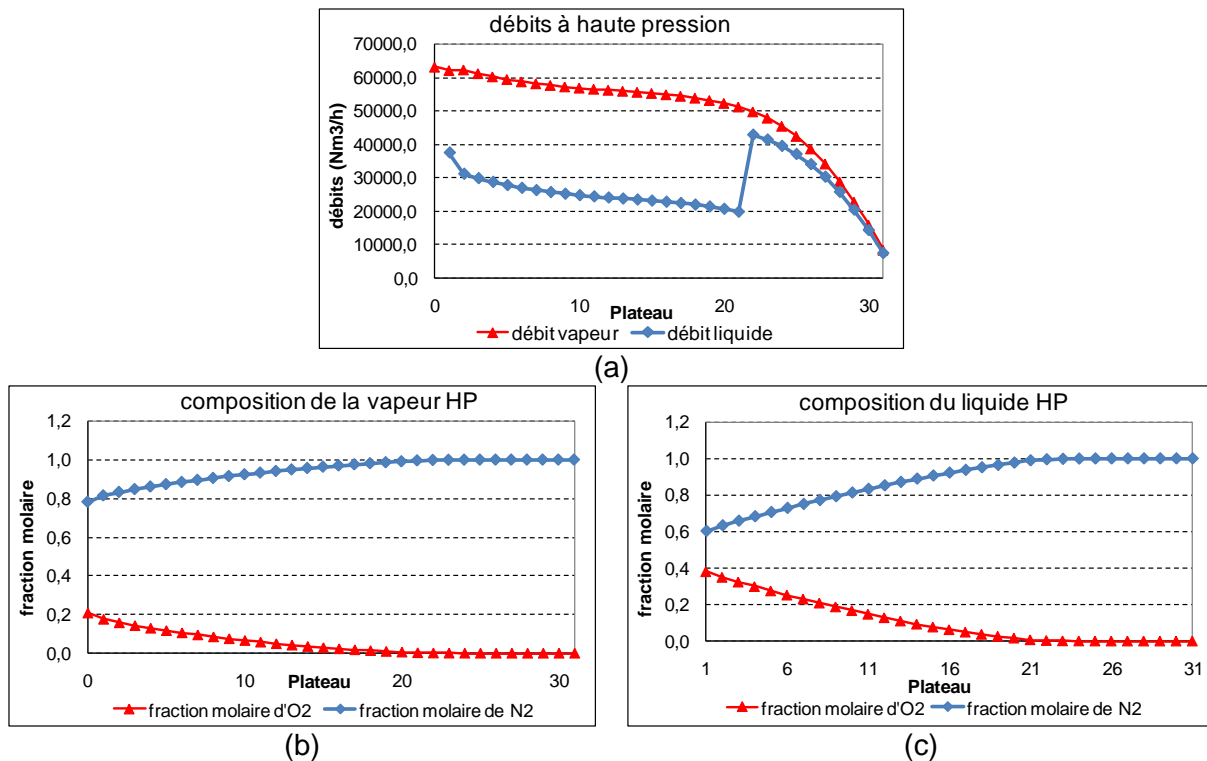 débits à haute pression
débits (Nm3/h)
70000,0
60000,0
50000,0
40000,0
30000,0
20000,0
10000,0
0,0
0 10 20 30
Plateau
débit vapeur débit liquide
(a)
composition de la vapeur HP
fraction molaire
1,2
1,0
0,8
0,6
0,4
0,2
0,0
0 10 20 30
Plateau
fraction molaire d'O2 fraction molaire de N2
(b)
composition du liquide HP
fraction molaire
1,2
1,0
0,8
0,6
0,4
0,2
0,0
1 6 11 16 21 26 31
Plateau
fraction molaire d'O2 fraction molaire de N2
(c)